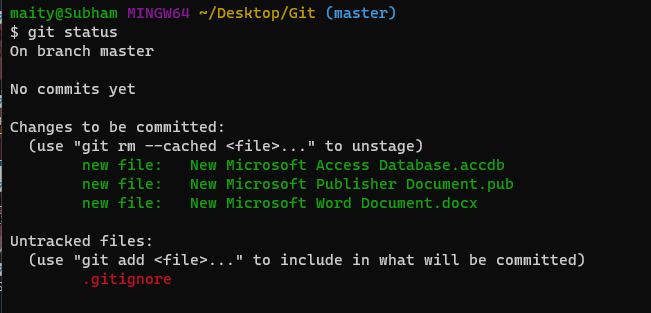 maity@Subham MINGW64 ~/Desktop/Git (master)
$ git status
On branch master
No commits yet
Changes to be committed:
(use "git rm --cached <file>..." to unstage)
new file: New Microsoft Access Database.accdb
new file: New Microsoft Publisher Document.pub
new file: New Microsoft Word Document.docx
Untracked files:
(use "git add <file>..." to include in what will be committed)
.gitignore